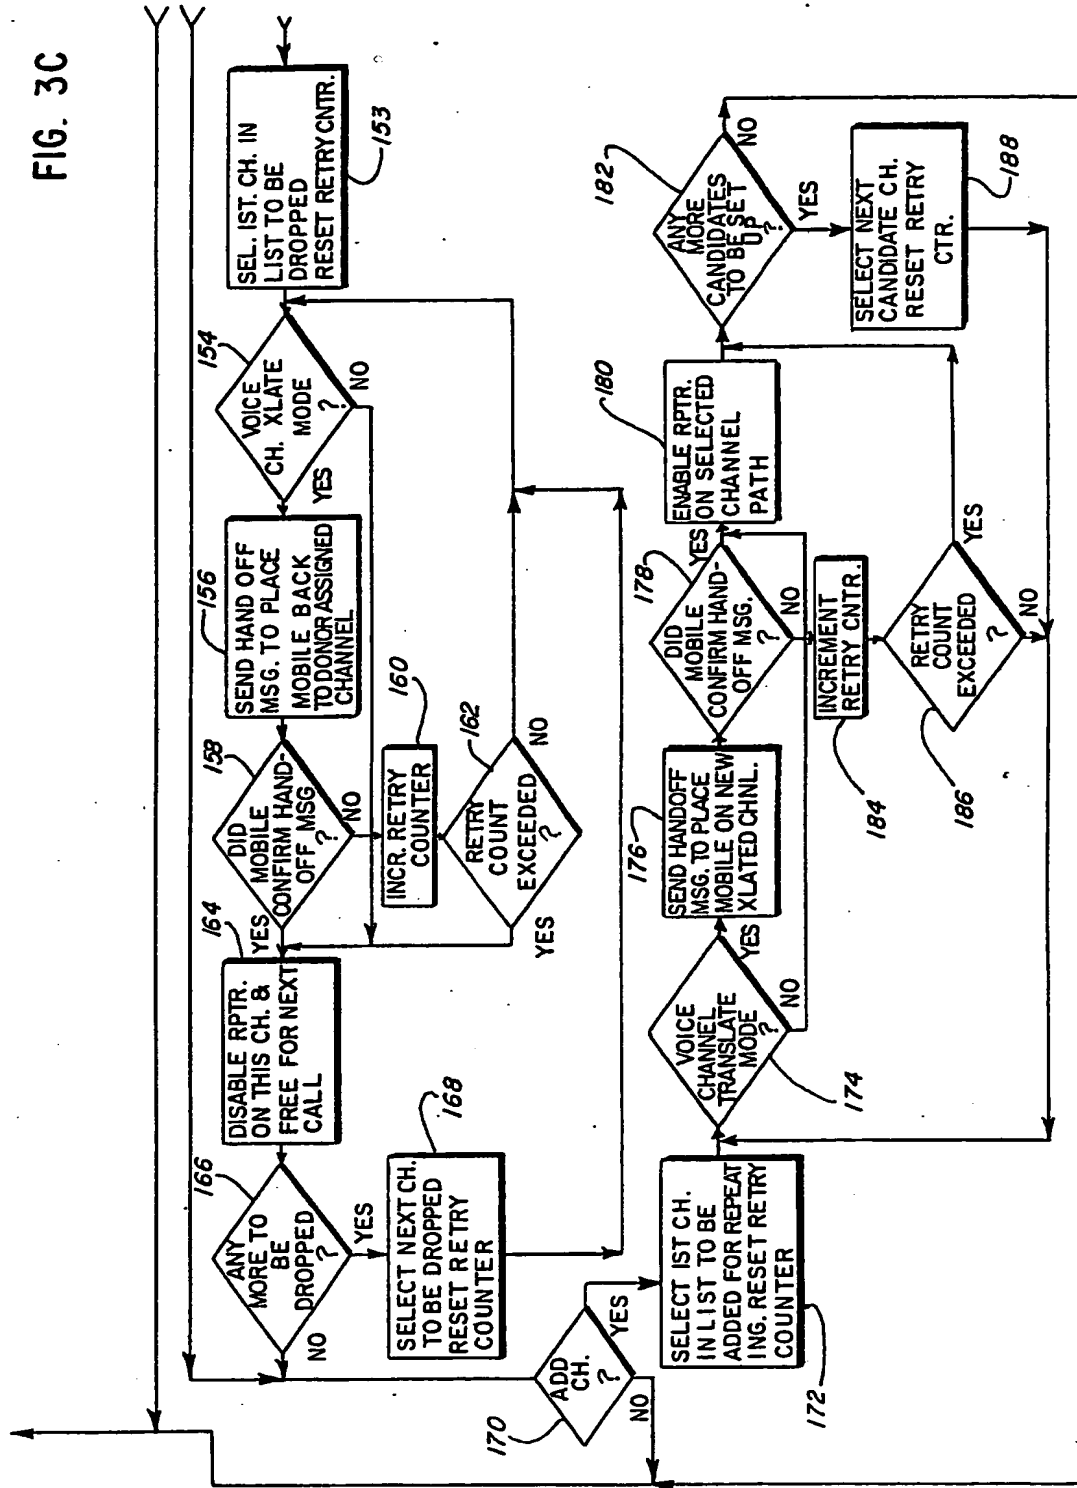 FIG. 3C
SEL. IST. CH. IN
LIST TO BE
DROPPED
RESET RETRY CNTR.
153
154
VOICE
CH. XLATE
MODE
?
NO
YES
156
SEND HAND OFF
MSG. TO PLACE
MOBILE BACK
TO DONOR ASSIGNED
CHANNEL
158
DID
MOBILE
CONFIRM HAND-
OFF MSG
?
NO
YES
160
INCR. RETRY
COUNTER
162
RETRY
COUNT
EXCEEDED
?
NO
YES
164
DISABLE RPTR.
ON THIS CH. &
FREE FOR NEXT
CALL
166
ANY
MORE TO
BE
DROPPED
?
YES
NO
168
SELECT NEXT CH.
TO BE DROPPED
RESET RETRY
COUNTER
170
ADD
CH.
?
YES
NO
172
SELECT IST CH.
IN LIST TO BE
ADDED FOR REPEAT
ING. RESET RETRY
COUNTER
174
VOICE
CHANNEL
TRANSLATE
MODE
?
YES
NO
176
SEND HANDOFF
MSG. TO PLACE
MOBILE ON NEW
XLATED CHNL.
178
DID
MOBILE
CONFIRM HAND-
OFF MSG.
?
YES
NO
180
ENABLE RPTR.
ON SELECTED
CHANNEL
PATH
182
ANY
MORE
CANDIDATES
TO BE SET
UP
?
NO
YES
184
INCREMENT
RETRY CNTR.
186
RETRY
COUNT
EXCEEDED
?
YES
NO
188
SELECT NEXT
CANDIDATE CH.
RESET RETRY
CTR.